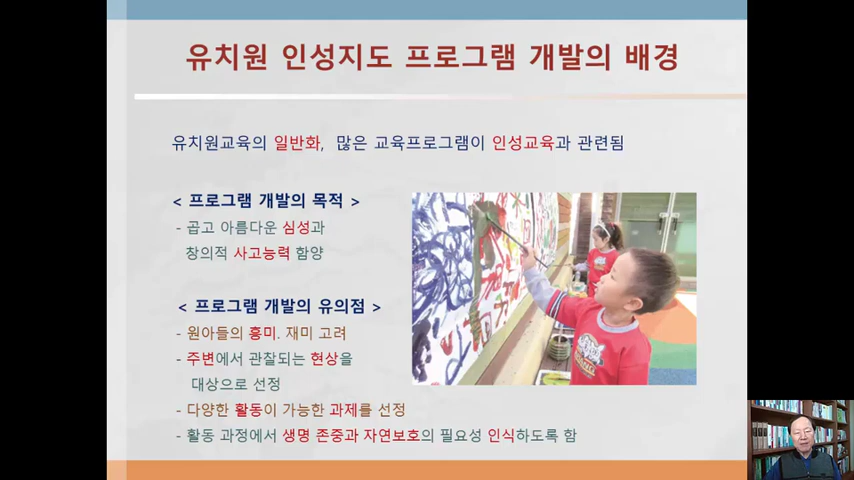 유치원 인성지도 프로그램 개발의 배경
유치원교육의 일반화, 많은 교육프로그램이 인성교육과 관련됨
< 프로그램 개발의 목적 >
- 곱고 아름다운 심성과
창의적 사고능력 함양
< 프로그램 개발의 유의점 >
- 원아들의 흥미. 재미 고려
- 주변에서 관찰되는 현상을
대상으로 선정
- 다양한 활동이 가능한 과제를 선정
- 활동 과정에서 생명 존중과 자연보호의 필요성 인식하도록 함